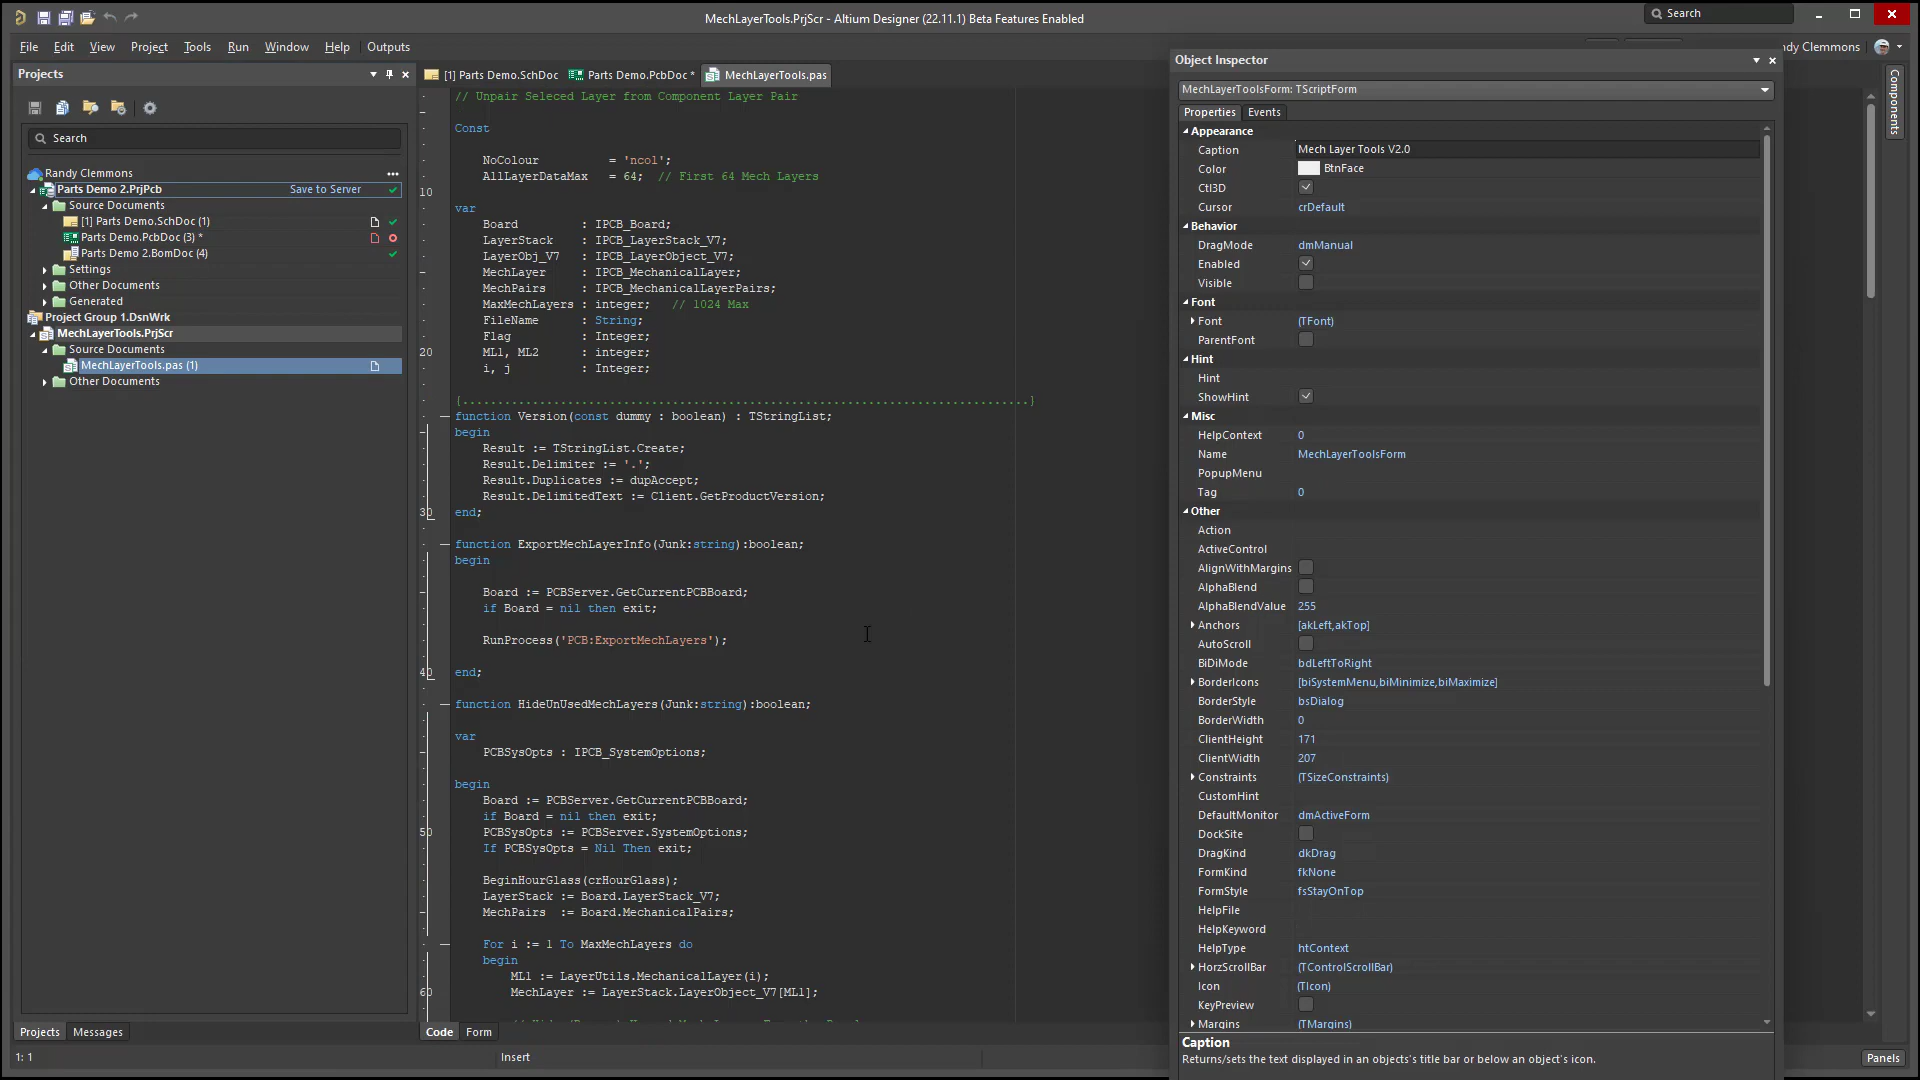 MechLayerTools.PrjScr - Altium Designer (22.11.1) Beta Features Enabled
Search
File Edit View Project Tools Run Window Help Outputs
ndy Clemmons
Projects
[1] Parts Demo.SchDoc Parts Demo.PcbDoc * MechLayerTools.pas
Search
Randy Clemmons
Parts Demo 2.PrjPcb Save to Server
Source Documents
[1] Parts Demo.SchDoc (1)
Parts Demo.PcbDoc (3) *
Parts Demo 2.BomDoc (4)
Settings
Other Documents
Generated
Project Group 1.DsnWrk
MechLayerTools.PrjScr
Source Documents
MechLayerTools.pas (1)
Other Documents
Projects Messages
// Unpair Seleced Layer from Component Layer Pair
Const
NoColour = 'ncol';
AllLayerDataMax = 64; // First 64 Mech Layers
10
var
Board : IPCB_Board;
LayerStack : IPCB_LayerStack_V7;
LayerObj_V7 : IPCB_LayerObject_V7;
MechLayer : IPCB_MechanicalLayer;
MechPairs : IPCB_MechanicalLayerPairs;
MaxMechLayers : integer; // 1024 Max
FileName : String;
Flag : Integer;
20 ML1, ML2 : integer;
i, j : Integer;
{.................................................................................}
function Version(const dummy : boolean) : TStringList;
begin
Result := TStringList.Create;
Result.Delimiter := '.';
Result.Duplicates := dupAccept;
Result.DelimitedText := Client.GetProductVersion;
30 end;
function ExportMechLayerInfo(Junk:string):boolean;
begin
Board := PCBServer.GetCurrentPCBBoard;
if Board = nil then exit;
RunProcess('PCB:ExportMechLayers');
40 end;
function HideUnUsedMechLayers(Junk:string):boolean;
var
PCBSysOpts : IPCB_SystemOptions;
begin
Board := PCBServer.GetCurrentPCBBoard;
if Board = nil then exit;
50 PCBSysOpts := PCBServer.SystemOptions;
If PCBSysOpts = Nil Then exit;
BeginHourGlass(crHourGlass);
LayerStack := Board.LayerStack_V7;
MechPairs := Board.MechanicalPairs;
For i := 1 To MaxMechLayers do
begin
ML1 := LayerUtils.MechanicalLayer(i);
60 MechLayer := LayerStack.LayerObject_V7[ML1];
Code Form
1: 1 Insert
Object Inspector
MechLayerToolsForm: TScriptForm
Properties Events
Appearance
Caption Mech Layer Tools V2.0
Color BtnFace
Ctl3D
Cursor crDefault
Behavior
DragMode dmManual
Enabled
Visible
Font
Font (TFont)
ParentFont
Hint
Hint
ShowHint
Misc
HelpContext 0
Name MechLayerToolsForm
PopupMenu
Tag 0
Other
Action
ActiveControl
AlignWithMargins
AlphaBlend
AlphaBlendValue 255
Anchors [akLeft,akTop]
AutoScroll
BiDiMode bdLeftToRight
BorderIcons [biSystemMenu,biMinimize,biMaximize]
BorderStyle bsDialog
BorderWidth 0
ClientHeight 171
ClientWidth 207
Constraints (TSizeConstraints)
CustomHint
DefaultMonitor dmActiveForm
DockSite
DragKind dkDrag
FormKind fkNone
FormStyle fsStayOnTop
HelpFile
HelpKeyword
HelpType htContext
HorzScrollBar (TControlScrollBar)
Icon (TIcon)
KeyPreview
Margins (TMargins)
Caption
Returns/sets the text displayed in an objects's title bar or below an object's icon.
Components
Panels